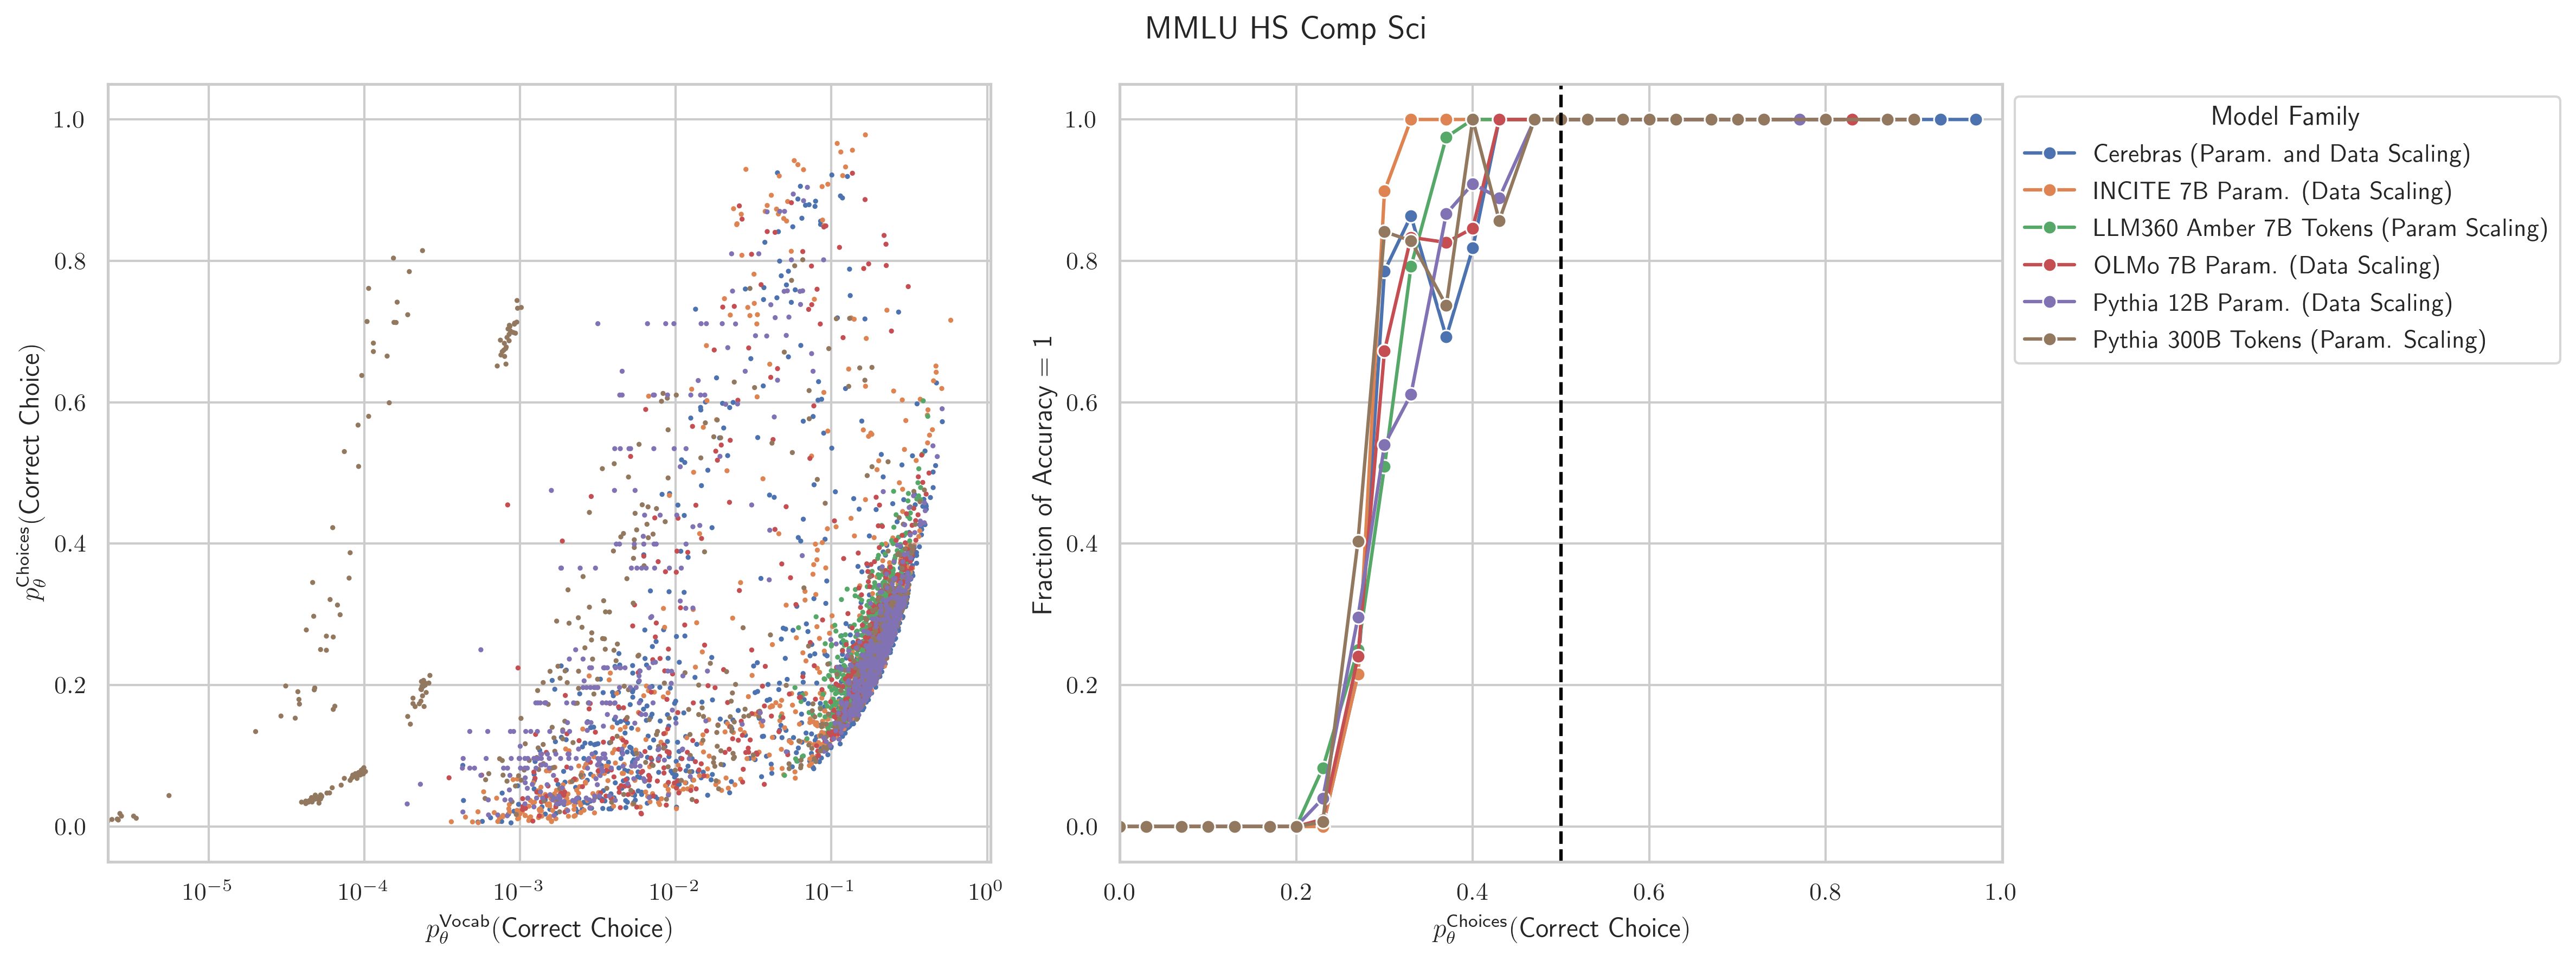 MMLU HS Comp Sci
1.0
0.8
0.6
0.4
0.2
0.0
p_θ^Choices(Correct Choice)
10^−5 10^−4 10^−3 10^−2 10^−1 10^0
p_θ^Vocab(Correct Choice)
1.0
0.8
0.6
0.4
0.2
0.0
Fraction of Accuracy = 1
0.0 0.2 0.4 0.6 0.8 1.0
p_θ^Choices(Correct Choice)
Model Family
Cerebras (Param. and Data Scaling)
INCITE 7B Param. (Data Scaling)
LLM360 Amber 7B Tokens (Param Scaling)
OLMo 7B Param. (Data Scaling)
Pythia 12B Param. (Data Scaling)
Pythia 300B Tokens (Param. Scaling)